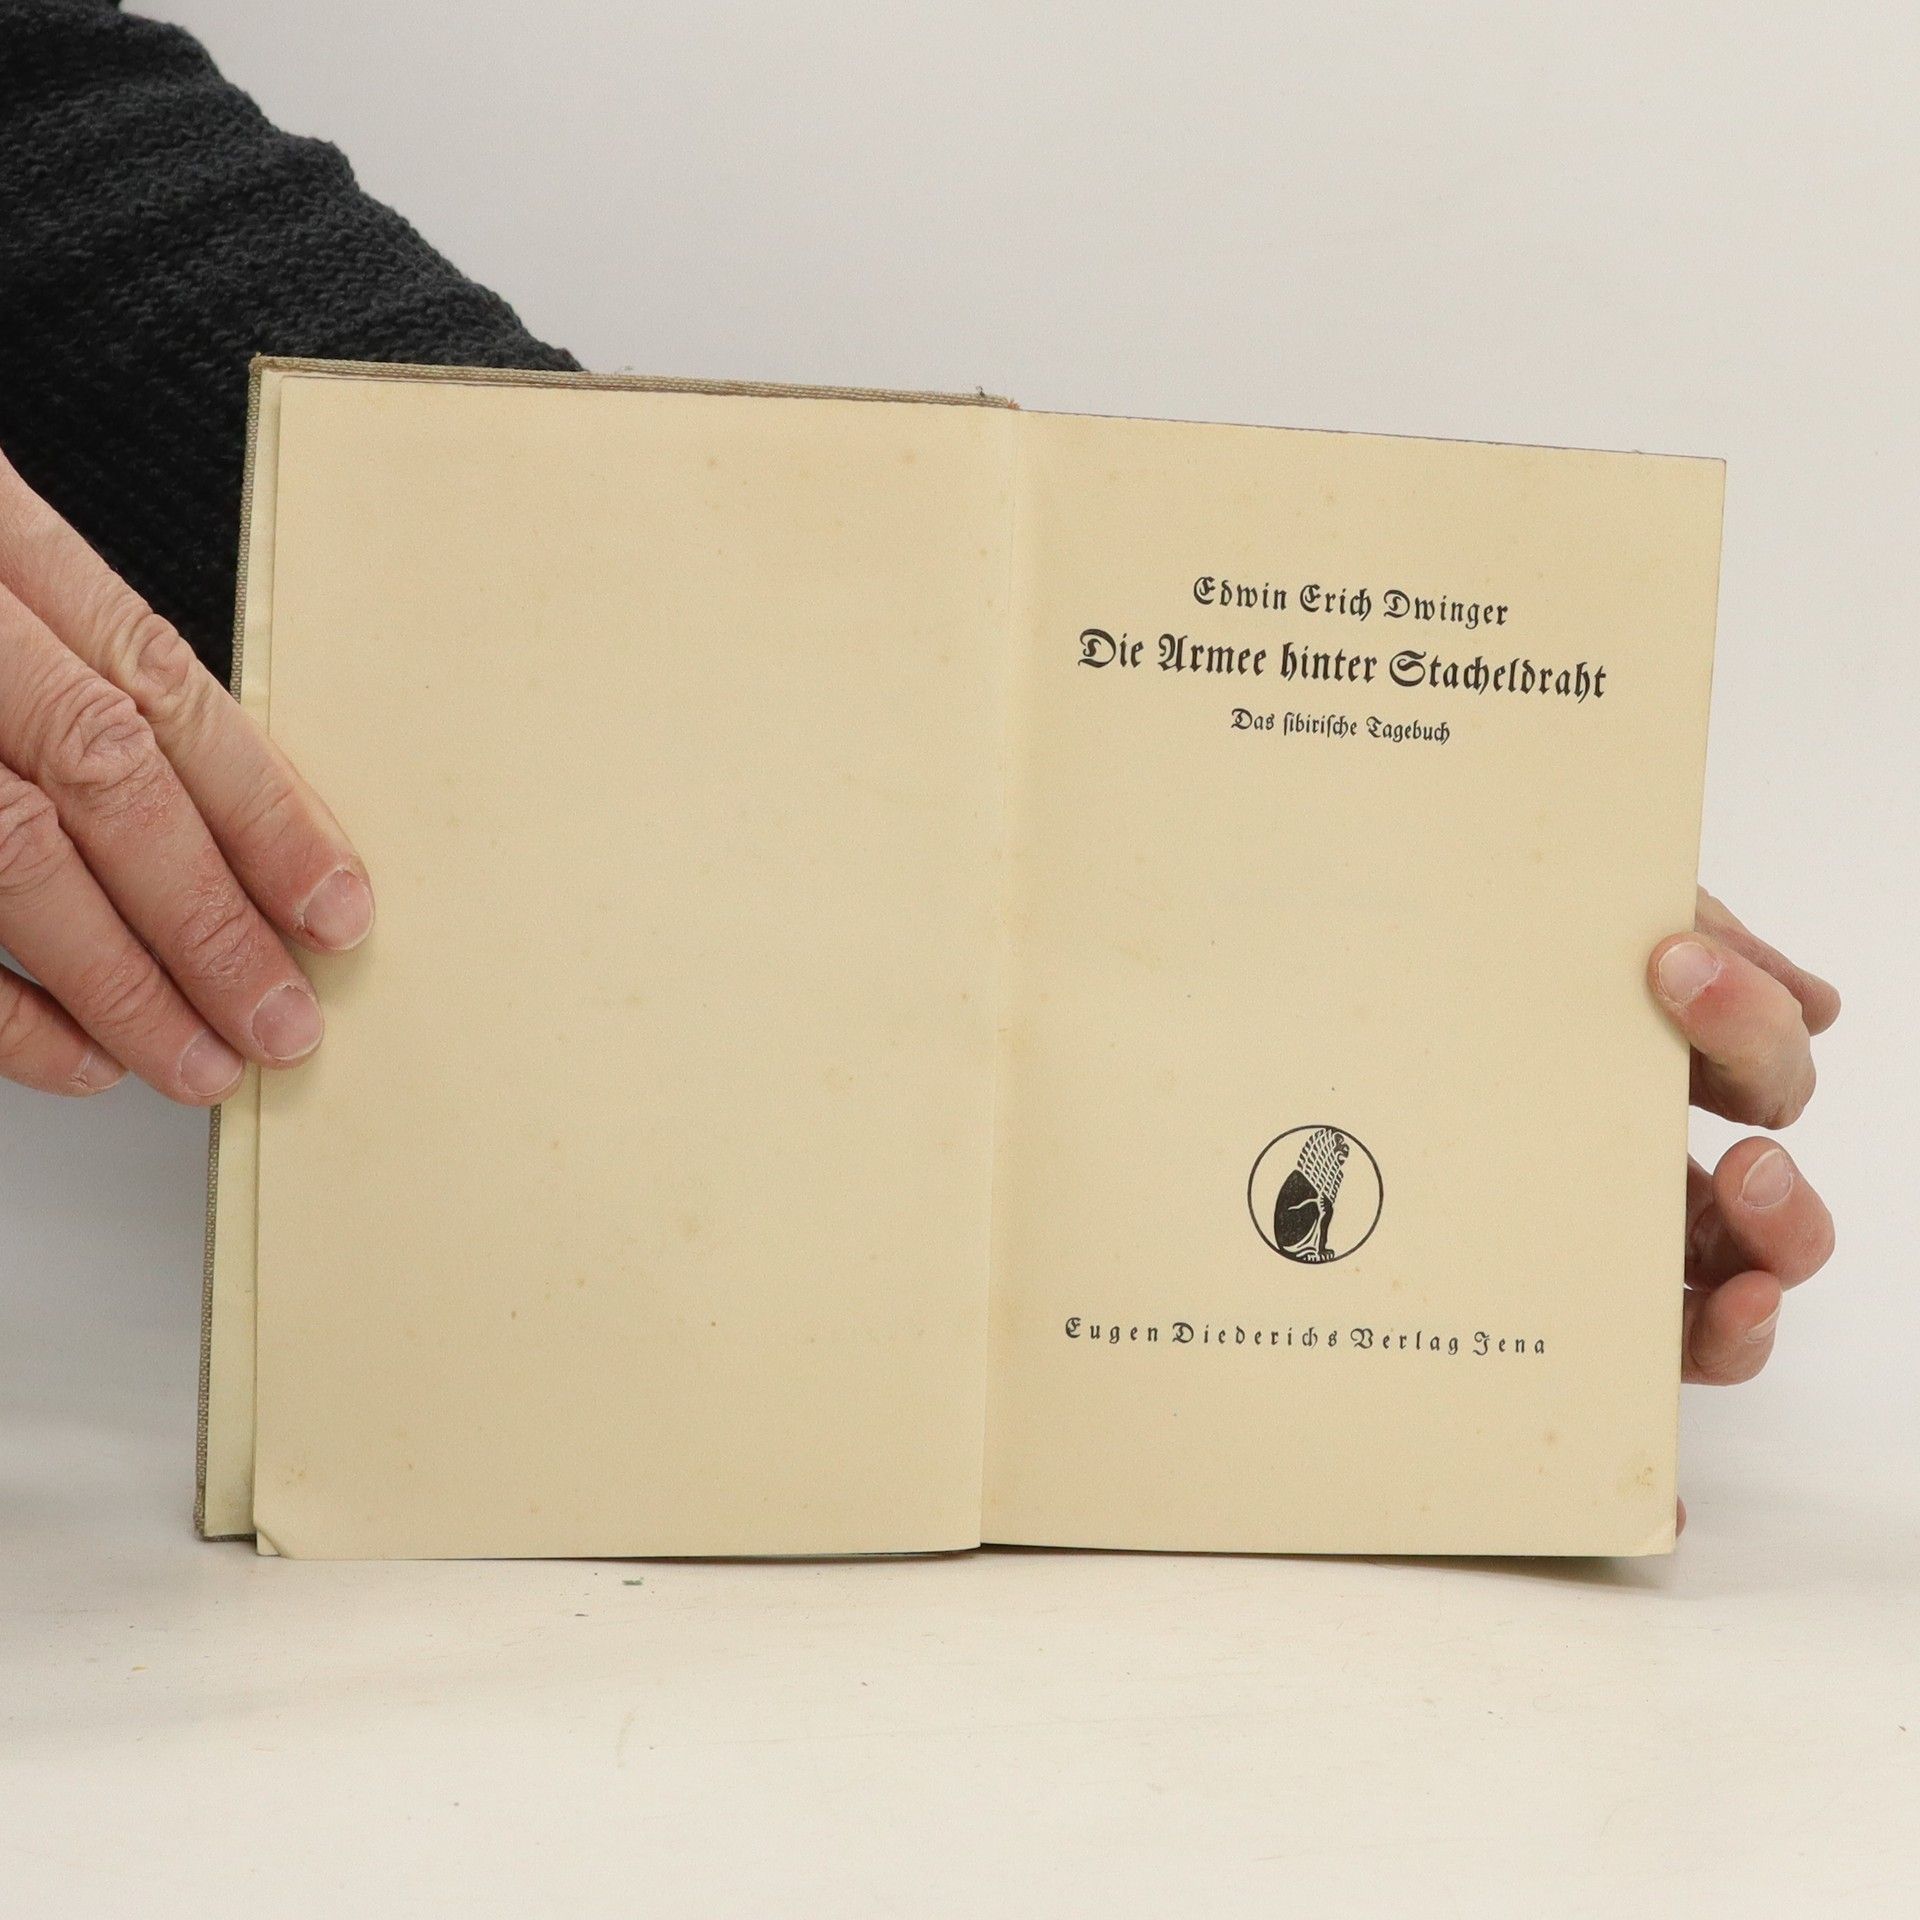 Edwin Erich Dwinger
Die Armee hinter Stacheldraht
Das ſibiriſche Tagebuch
Eugen Diederichs Verlag Jena